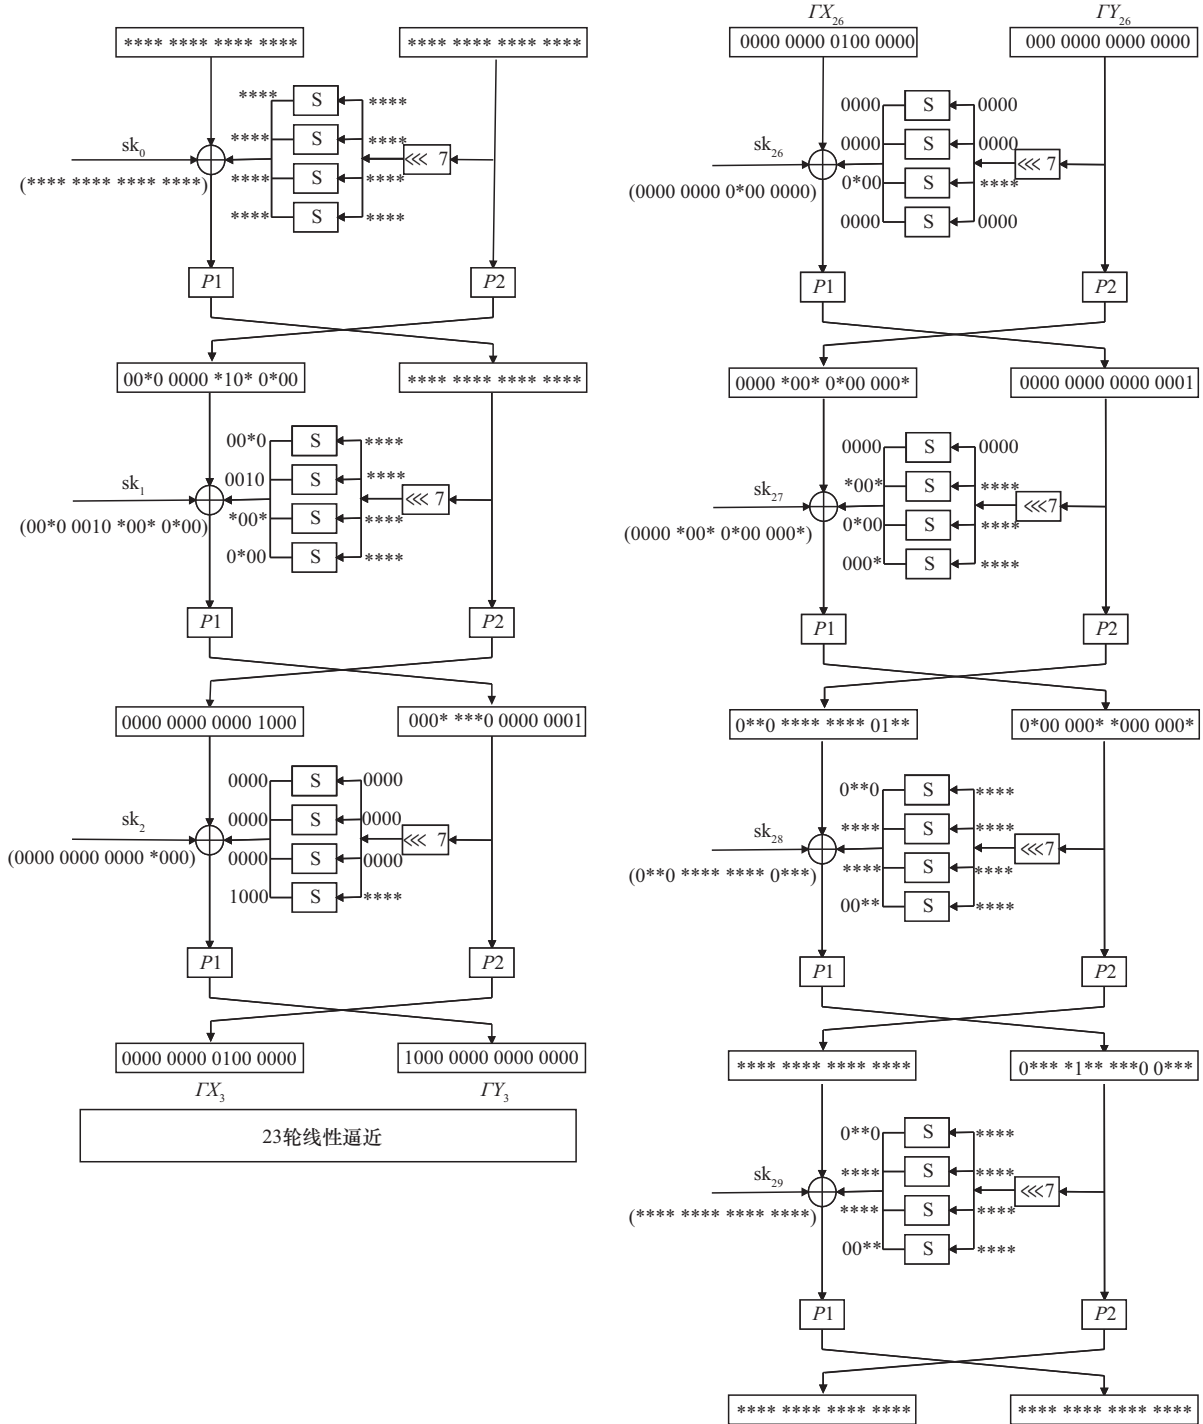 **** **** **** ****
**** **** **** ****
**** S ****
**** S ****
sk₀
<<< 7
(**** **** **** ****)
**** S ****
**** S ****
P1
P2
00*0 0000 *10* 0*00
**** **** **** ****
00*0 S ****
0010 S ****
sk₁
<<< 7
(00*0 0010 *00* 0*00)
*00* S ****
0*00 S ****
P1
P2
0000 0000 0000 1000
000* ***0 0000 0001
0000 S 0000
0000 S 0000
sk₂
<<< 7
(0000 0000 0000 *000)
0000 S 0000
1000 S ****
P1
P2
0000 0000 0100 0000
1000 0000 0000 0000
ΓX₃
ΓY₃
23轮线性逼近
ΓX₂₆
ΓY₂₆
0000 0000 0100 0000
000 0000 0000 0000
0000 S 0000
0000 S 0000
sk₂₆
<<< 7
(0000 0000 0*00 0000)
0*00 S ****
0000 S 0000
P1
P2
0000 *00* 0*00 000*
0000 0000 0000 0001
0000 S 0000
*00* S ****
sk₂₇
<<<7
(0000 *00* 0*00 000*)
0*00 S ****
000* S ****
P1
P2
0**0 **** **** 01**
0*00 000* *000 000*
0**0 S ****
**** S ****
sk₂₈
<<<7
(0**0 **** **** 0***)
**** S ****
00** S ****
P1
P2
**** **** **** ****
0*** *1** ***0 0***
0**0 S ****
**** S ****
sk₂₉
<<<7
(**** **** **** ****)
**** S ****
00** S ****
P1
P2
**** **** **** ****
**** **** **** ****